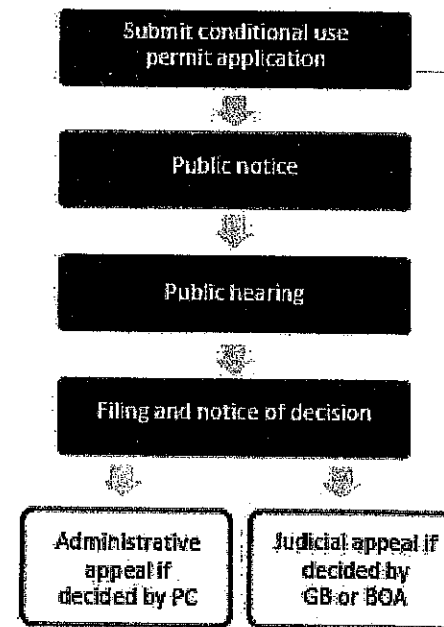 Submit conditional use
permit application
Public notice
Public hearing
Filing and notice of decision
Administrative
appeal if
decided by PC
Judicial appeal if
decided by
GB or BOA